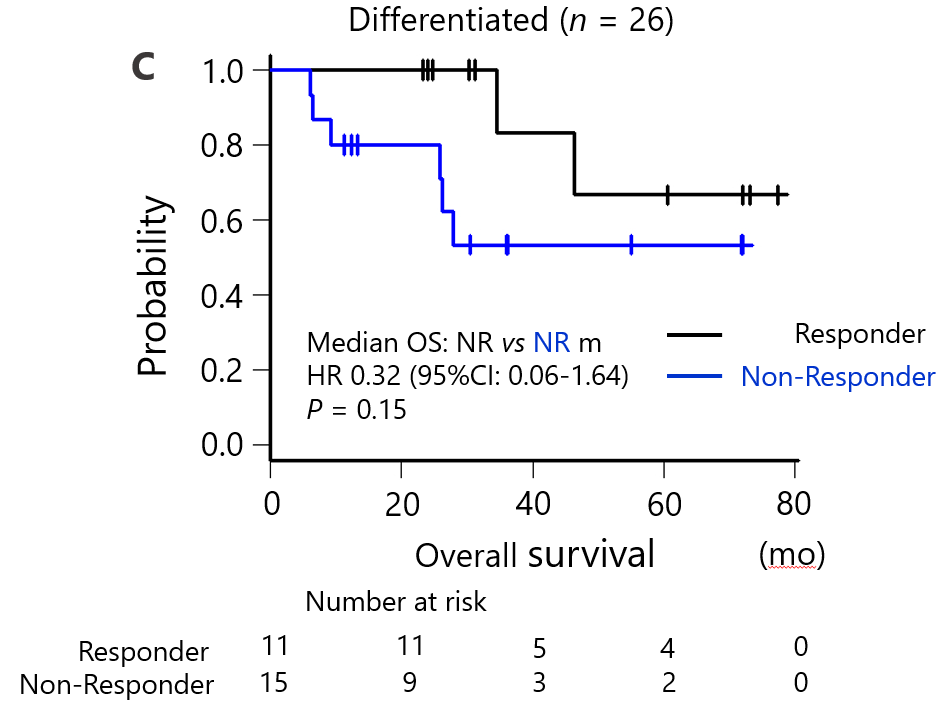 Differentiated (n = 26)
C
1.0
0.8
0.6
0.4
0.2
0.0
Probability
Median OS: NR vs NR m
HR 0.32 (95%CI: 0.06-1.64)
P = 0.15
Responder
Non-Responder
0 20 40 60 80
Overall survival (mo)
Number at risk
Responder 11 11 5 4 0
Non-Responder 15 9 3 2 0